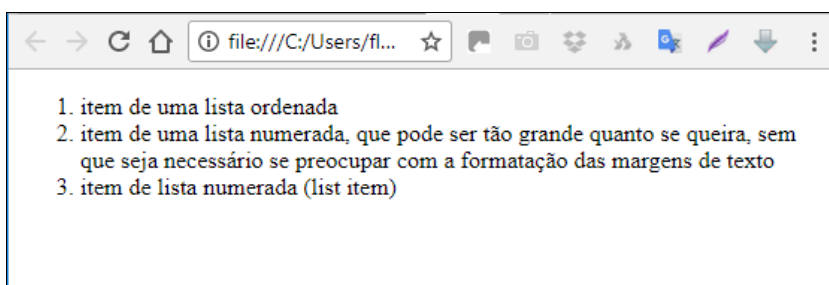 file:///C:/Users/fl...
1. item de uma lista ordenada
2. item de uma lista numerada, que pode ser tão grande quanto se queira, sem
que seja necessário se preocupar com a formatação das margens de texto
3. item de lista numerada (list item)